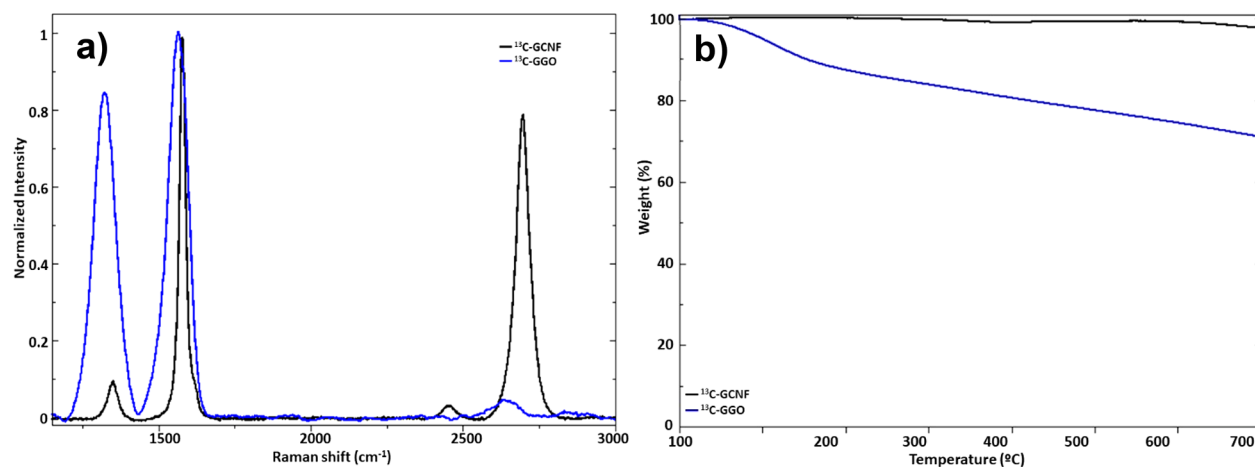 a)
Normalized Intensity
1
0.8
0.6
0.4
0.2
0
¹³C-GCNF
¹³C-GGO
1500
2000
2500
3000
Raman shift (cm⁻¹)
b)
Weight (%)
100
80
60
40
20
0
¹³C-GCNF
¹³C-GGO
100
200
300
400
500
600
700
Temperature (ºC)